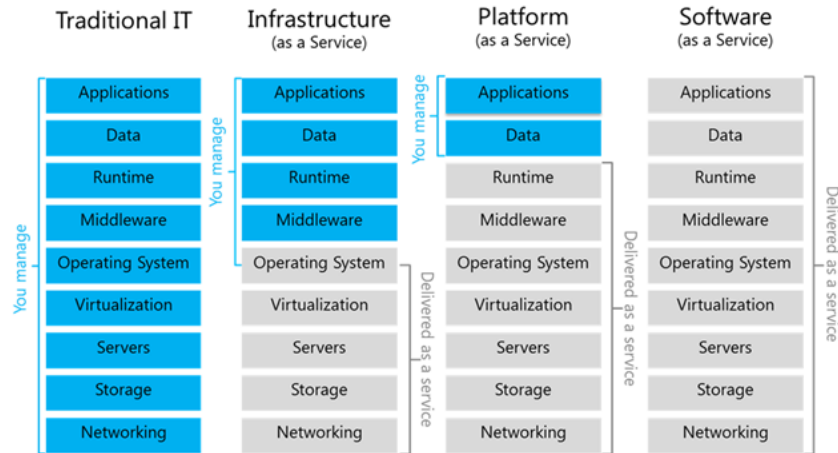 Traditional IT
Infrastructure
(as a Service)
Platform
(as a Service)
Software
(as a Service)
You manage
Applications
Data
Runtime
Middleware
Operating System
Virtualization
Servers
Storage
Networking
You manage
Applications
Data
Runtime
Middleware
Operating System
Virtualization
Servers
Storage
Networking
Delivered as a service
You manage
Applications
Data
Runtime
Middleware
Operating System
Virtualization
Servers
Storage
Networking
Delivered as a service
Applications
Data
Runtime
Middleware
Operating System
Virtualization
Servers
Storage
Networking
Delivered as a service